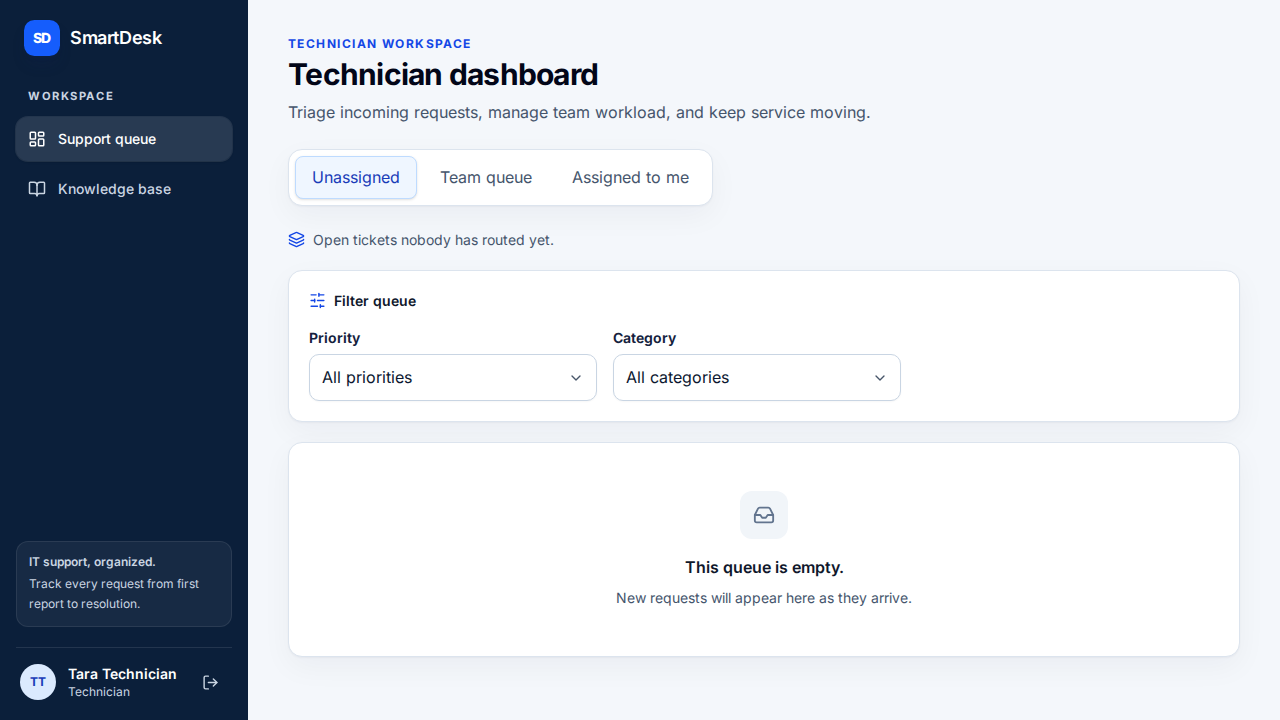 SD
SmartDesk
WORKSPACE
Support queue
Knowledge base
IT support, organized.
Track every request from first
report to resolution.
TT
Tara Technician
Technician
TECHNICIAN WORKSPACE
Technician dashboard
Triage incoming requests, manage team workload, and keep service moving.
Unassigned
Team queue
Assigned to me
Open tickets nobody has routed yet.
Filter queue
Priority
Category
All priorities
All categories
This queue is empty.
New requests will appear here as they arrive.